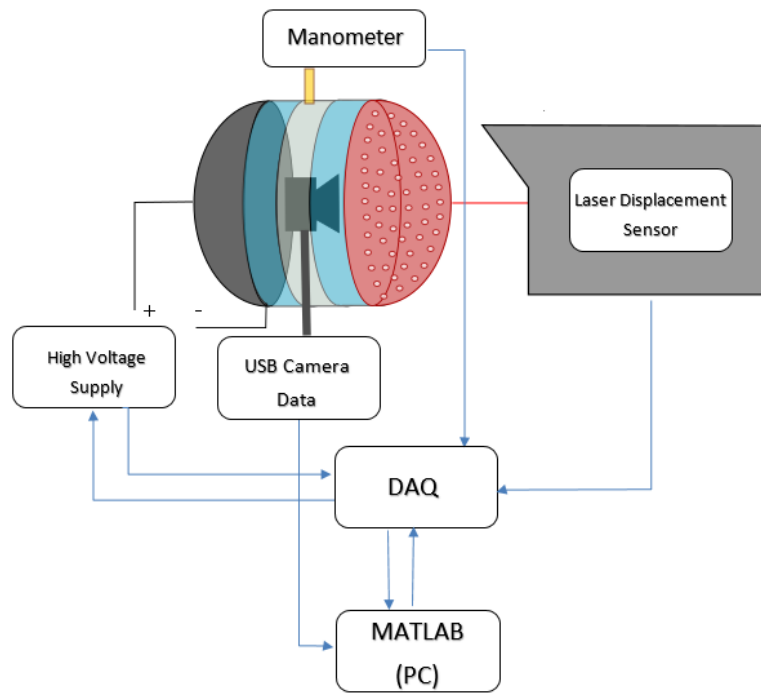 Manometer
Laser Displacement
Sensor
+ -
High Voltage
Supply
USB Camera
Data
DAQ
MATLAB
(PC)